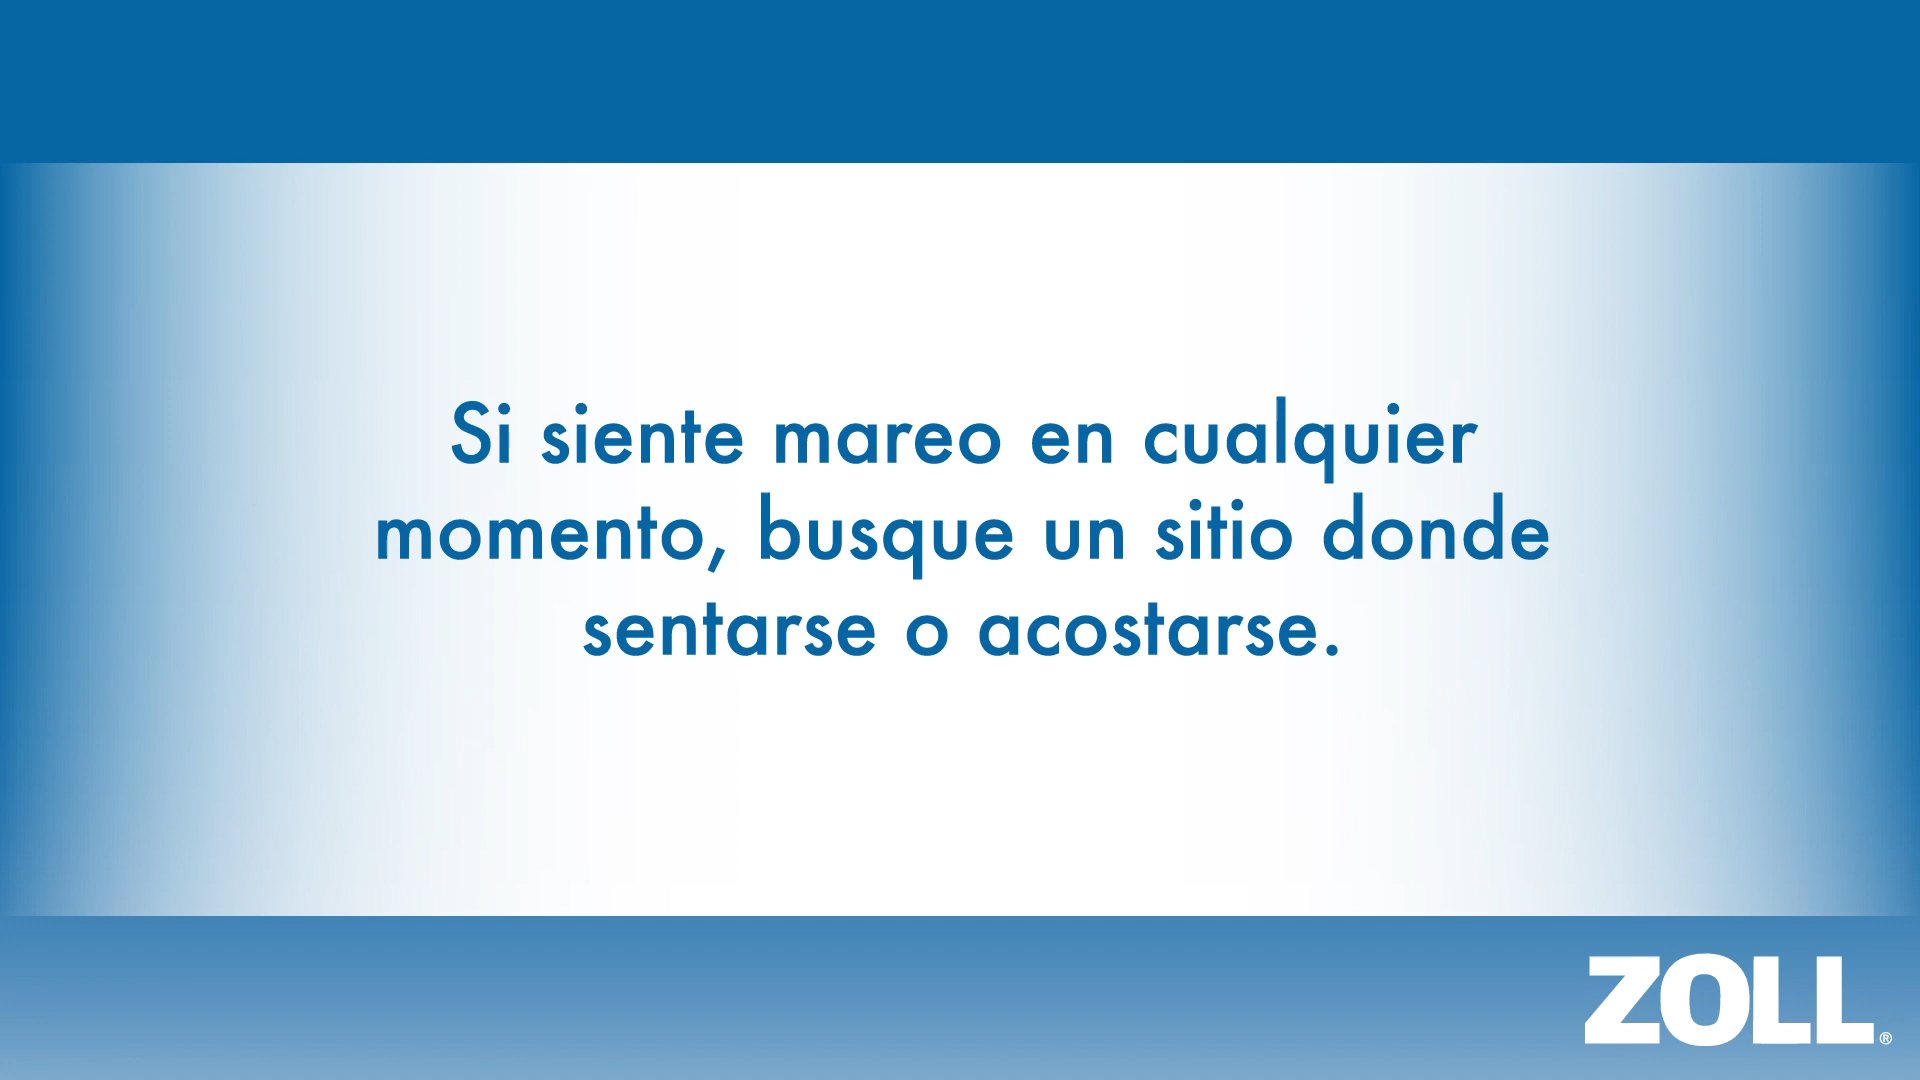 Si siente mareo en cualquier
momento, busque un sitio donde
sentarse o acostarse.
ZOLL®